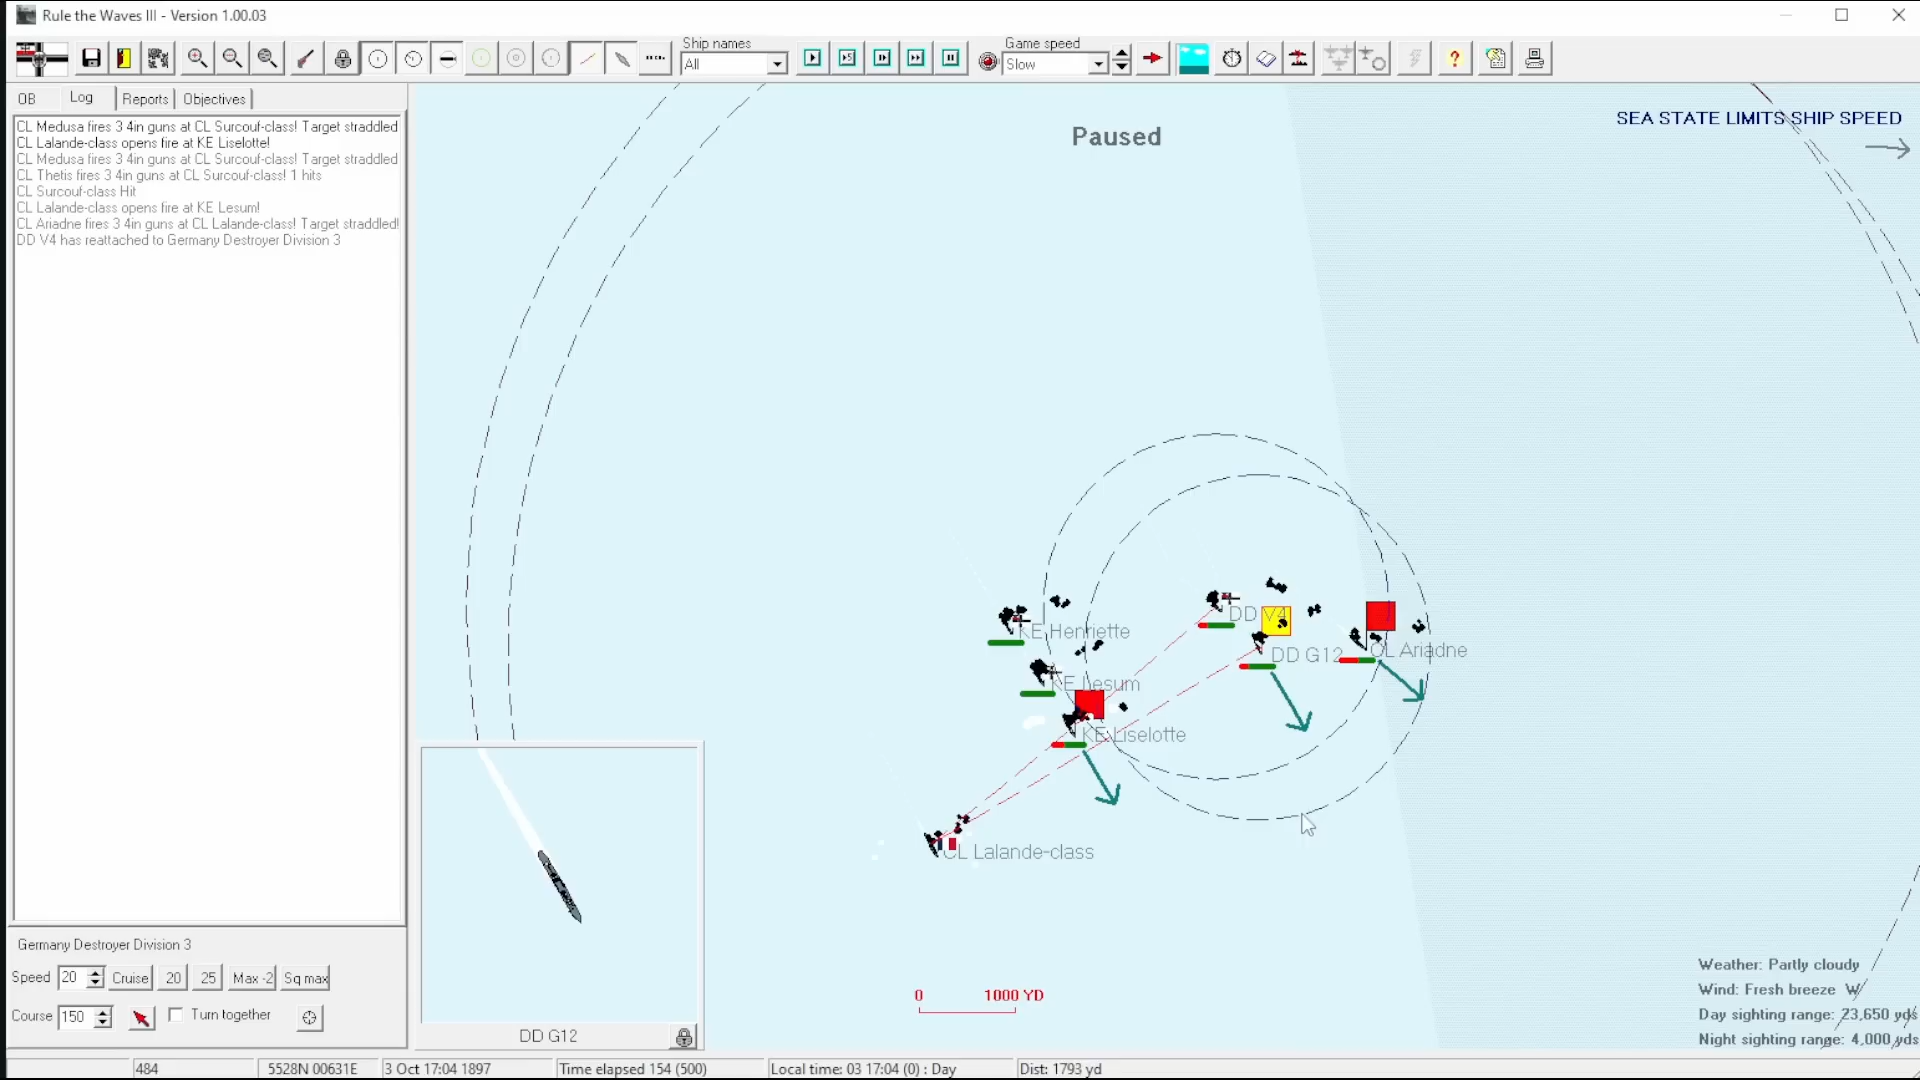 Rule the Waves III - Version 1.00.03
Ship names
All
Game speed
Slow
OB
Log
Reports
Objectives
CL Medusa fires 3 4in guns at CL Surcouf-class! Target straddled
CL Lalande-class opens fire at KE Liselotte!
CL Medusa fires 3 4in guns at CL Surcouf-class! Target straddled
CL Thetis fires 3 4in guns at CL Surcouf-class! 1 hits
CL Surcouf-class Hit
CL Lalande-class opens fire at KE Lesum!
CL Ariadne fires 3 4in guns at CL Lalande-class! Target straddled!
DD V4 has reattached to Germany Destroyer Division 3
SEA STATE LIMITS SHIP SPEED
Paused
DD V4
KE Henriette
CL Ariadne
DD G12
KE Lesum
KE Liselotte
CL Lalande-class
Germany Destroyer Division 3
Speed 20 Cruise 20 25 Max -2 Sq max
Course 150 Turn together
DD G12
0 1000 YD
Weather: Partly cloudy
Wind: Fresh breeze W
Day sighting range: 23,650 yds
Night sighting range: 4,000 yds
484 5528N 00631E 3 Oct 17:04 1897 Time elapsed 154 (500) Local time: 03 17:04 (0) : Day Dist: 1793 yd